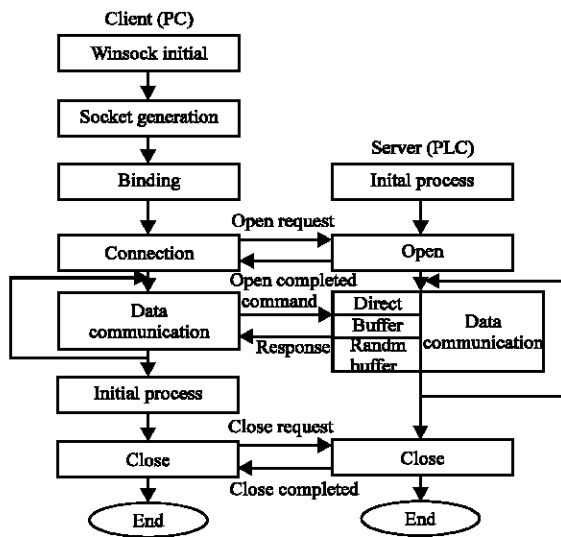 Client (PC)
Winsock initial
Socket generation
Server (PLC)
Binding
Inital process
Open request
Connection
Open
Open completed
command
Data
communication
Direct
Buffer
Randm
buffer
Data
communication
Response
Initial process
Close request
Close
Close
Close completed
End
End